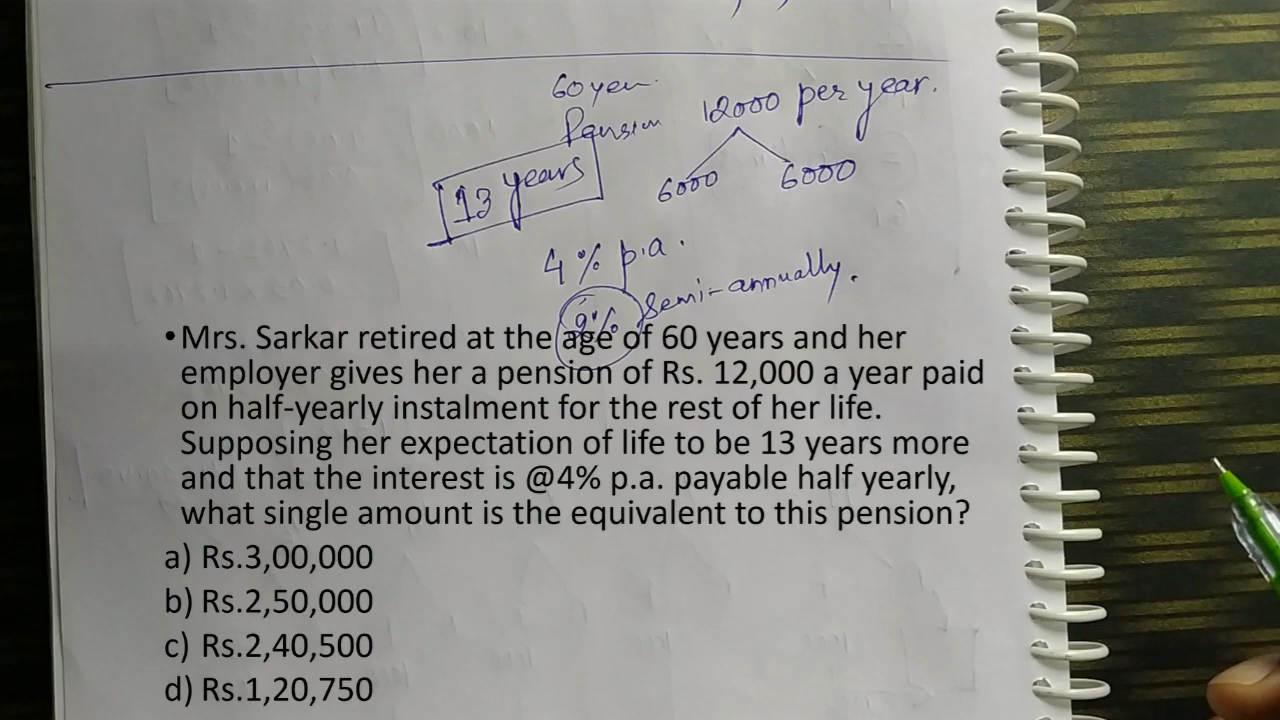 60 year
Pension
12000 per year.
13 years
6000 6000
4% p.a.
2% Semi-annually.
• Mrs. Sarkar retired at the age of 60 years and her
employer gives her a pension of Rs. 12,000 a year paid
on half-yearly instalment for the rest of her life.
Supposing her expectation of life to be 13 years more
and that the interest is @4% p.a. payable half yearly,
what single amount is the equivalent to this pension?
a) Rs.3,00,000
b) Rs.2,50,000
c) Rs.2,40,500
d) Rs.1,20,750